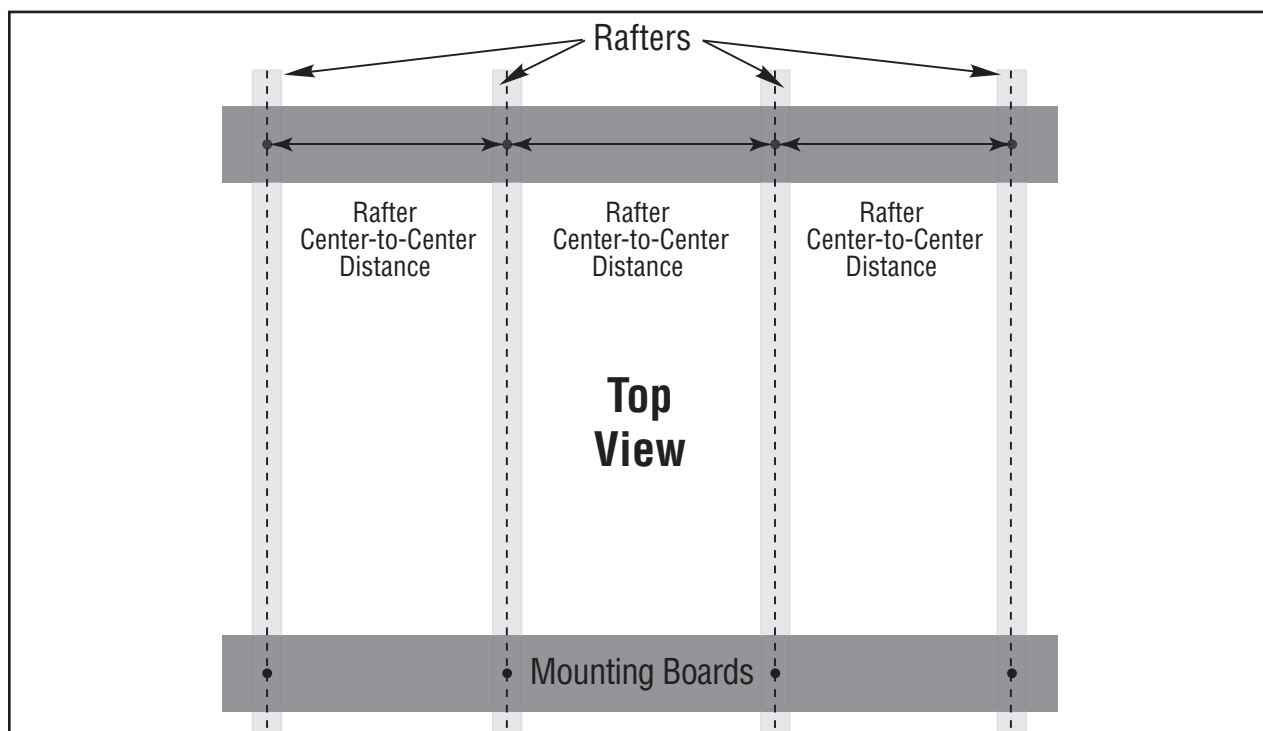 Rafters
Rafter
Center-to-Center
Distance
Rafter
Center-to-Center
Distance
Rafter
Center-to-Center
Distance
Top
View
Mounting Boards